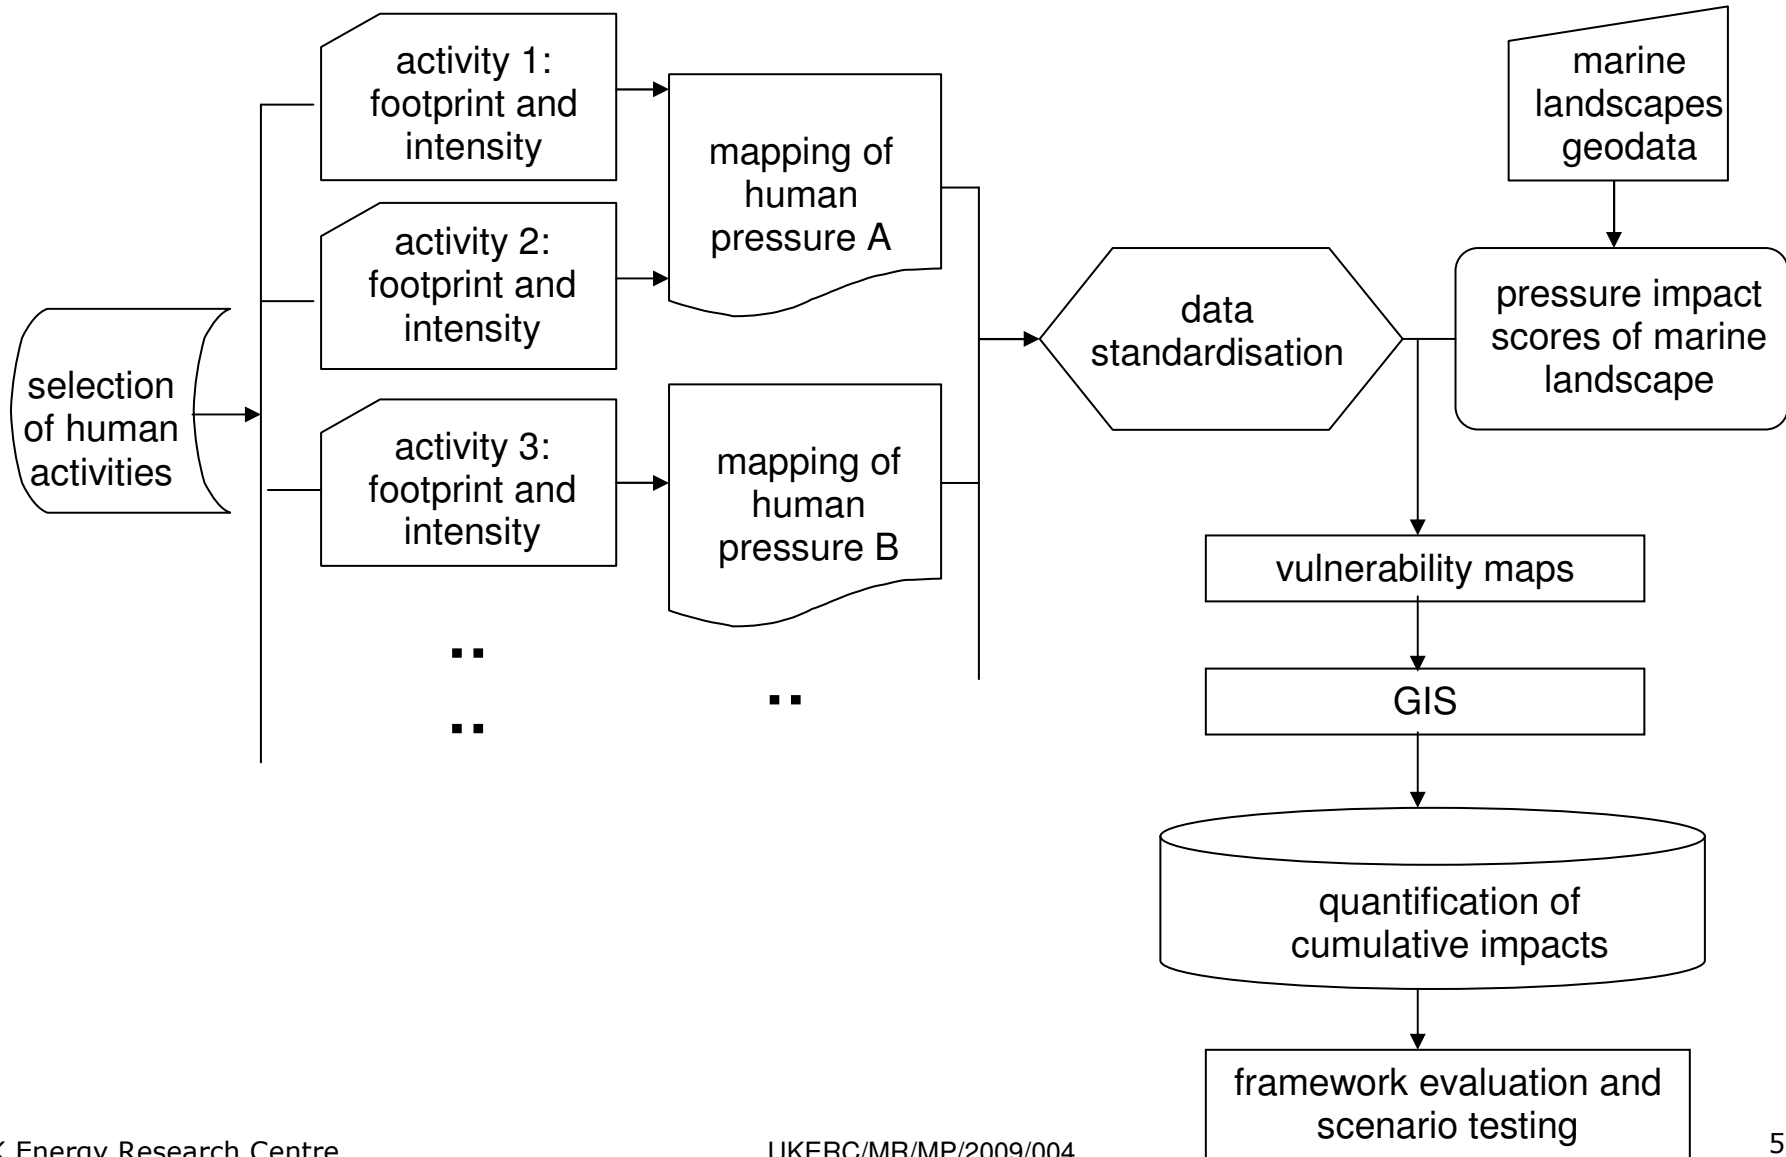 selection
of human
activities
activity 1:
footprint and
intensity
activity 2:
footprint and
intensity
activity 3:
footprint and
intensity
..
..
mapping of
human
pressure A
mapping of
human
pressure B
..
data
standardisation
marine
landscapes
geodata
pressure impact
scores of marine
landscape
vulnerability maps
GIS
quantification of
cumulative impacts
framework evaluation and
scenario testing
K Energy Research Centre
UKERC/MR/MP/2009/004
5